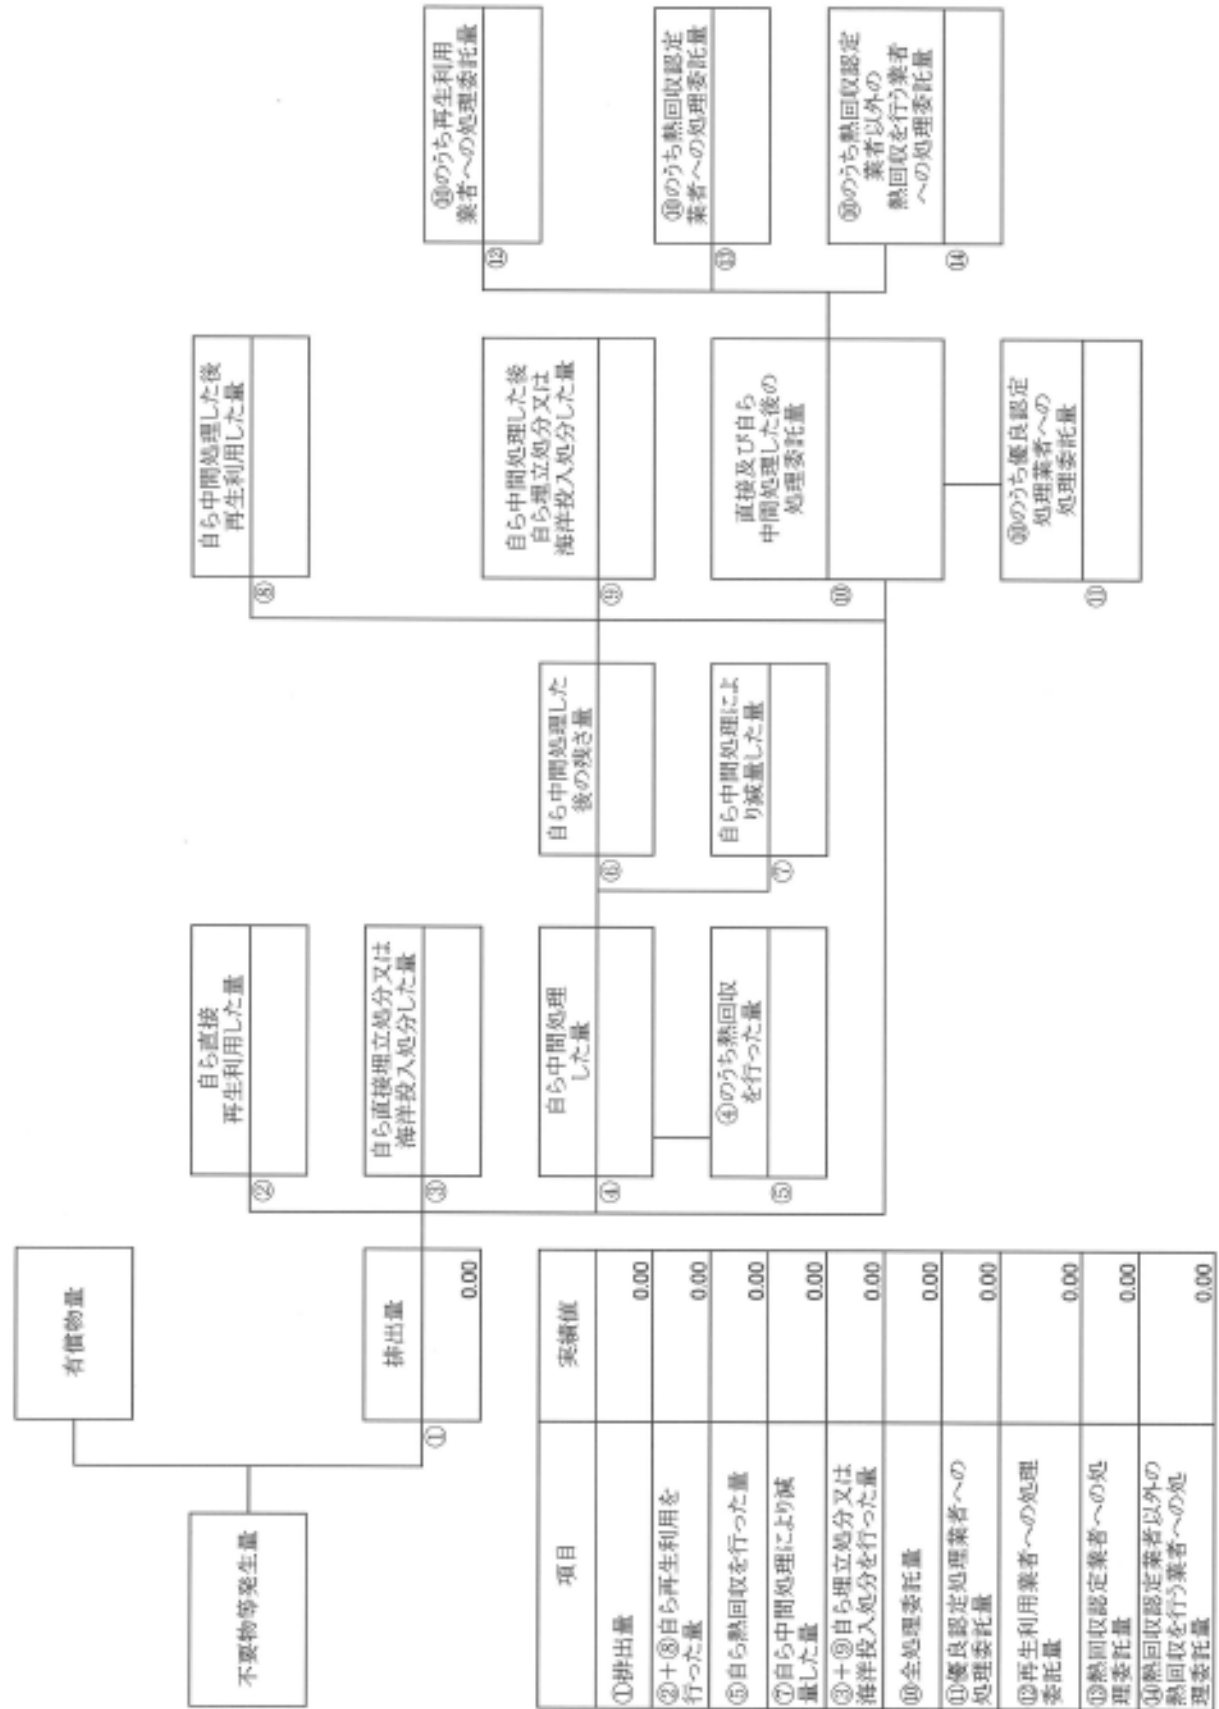 不要物等発生量
有償物量
①
排出量
0.00
②
自ら直接
再生利用した量
③
自ら直接埋立処分又は
海洋投入処分した量
④
自ら中間処理
した量
⑤
④のうち熱回収
を行った量
⑥
自ら中間処理した
後の残さ量
⑦
自ら中間処理によ
り減量した量
⑧
自ら中間処理した後
再生利用した量
⑨
自ら中間処理した後
自ら埋立処分又は
海洋投入処分した量
⑩
直接及び自ら
中間処理した後の
処理委託量
⑪
⑩のうち優良認定
処理業者への
処理委託量
⑫
⑩のうち再生利用
業者への処理委託量
⑬
⑩のうち熱回収認定
業者への処理委託量
⑭
⑩のうち熱回収認定
業者以外の
熱回収を行う業者
への処理委託量
項目 実績値
①排出量 0.00
②+⑧自ら再生利用を
行った量 0.00
⑤自ら熱回収を行った量 0.00
⑦自ら中間処理により減
量した量 0.00
③+⑨自ら埋立処分又は
海洋投入処分を行った量 0.00
⑩全処理委託量 0.00
⑪優良認定処理業者への
処理委託量 0.00
⑫再生利用業者への処理
委託量 0.00
⑬熱回収認定業者への処
理委託量 0.00
⑭熱回収認定業者以外の
熱回収を行う業者への処
理委託量 0.00